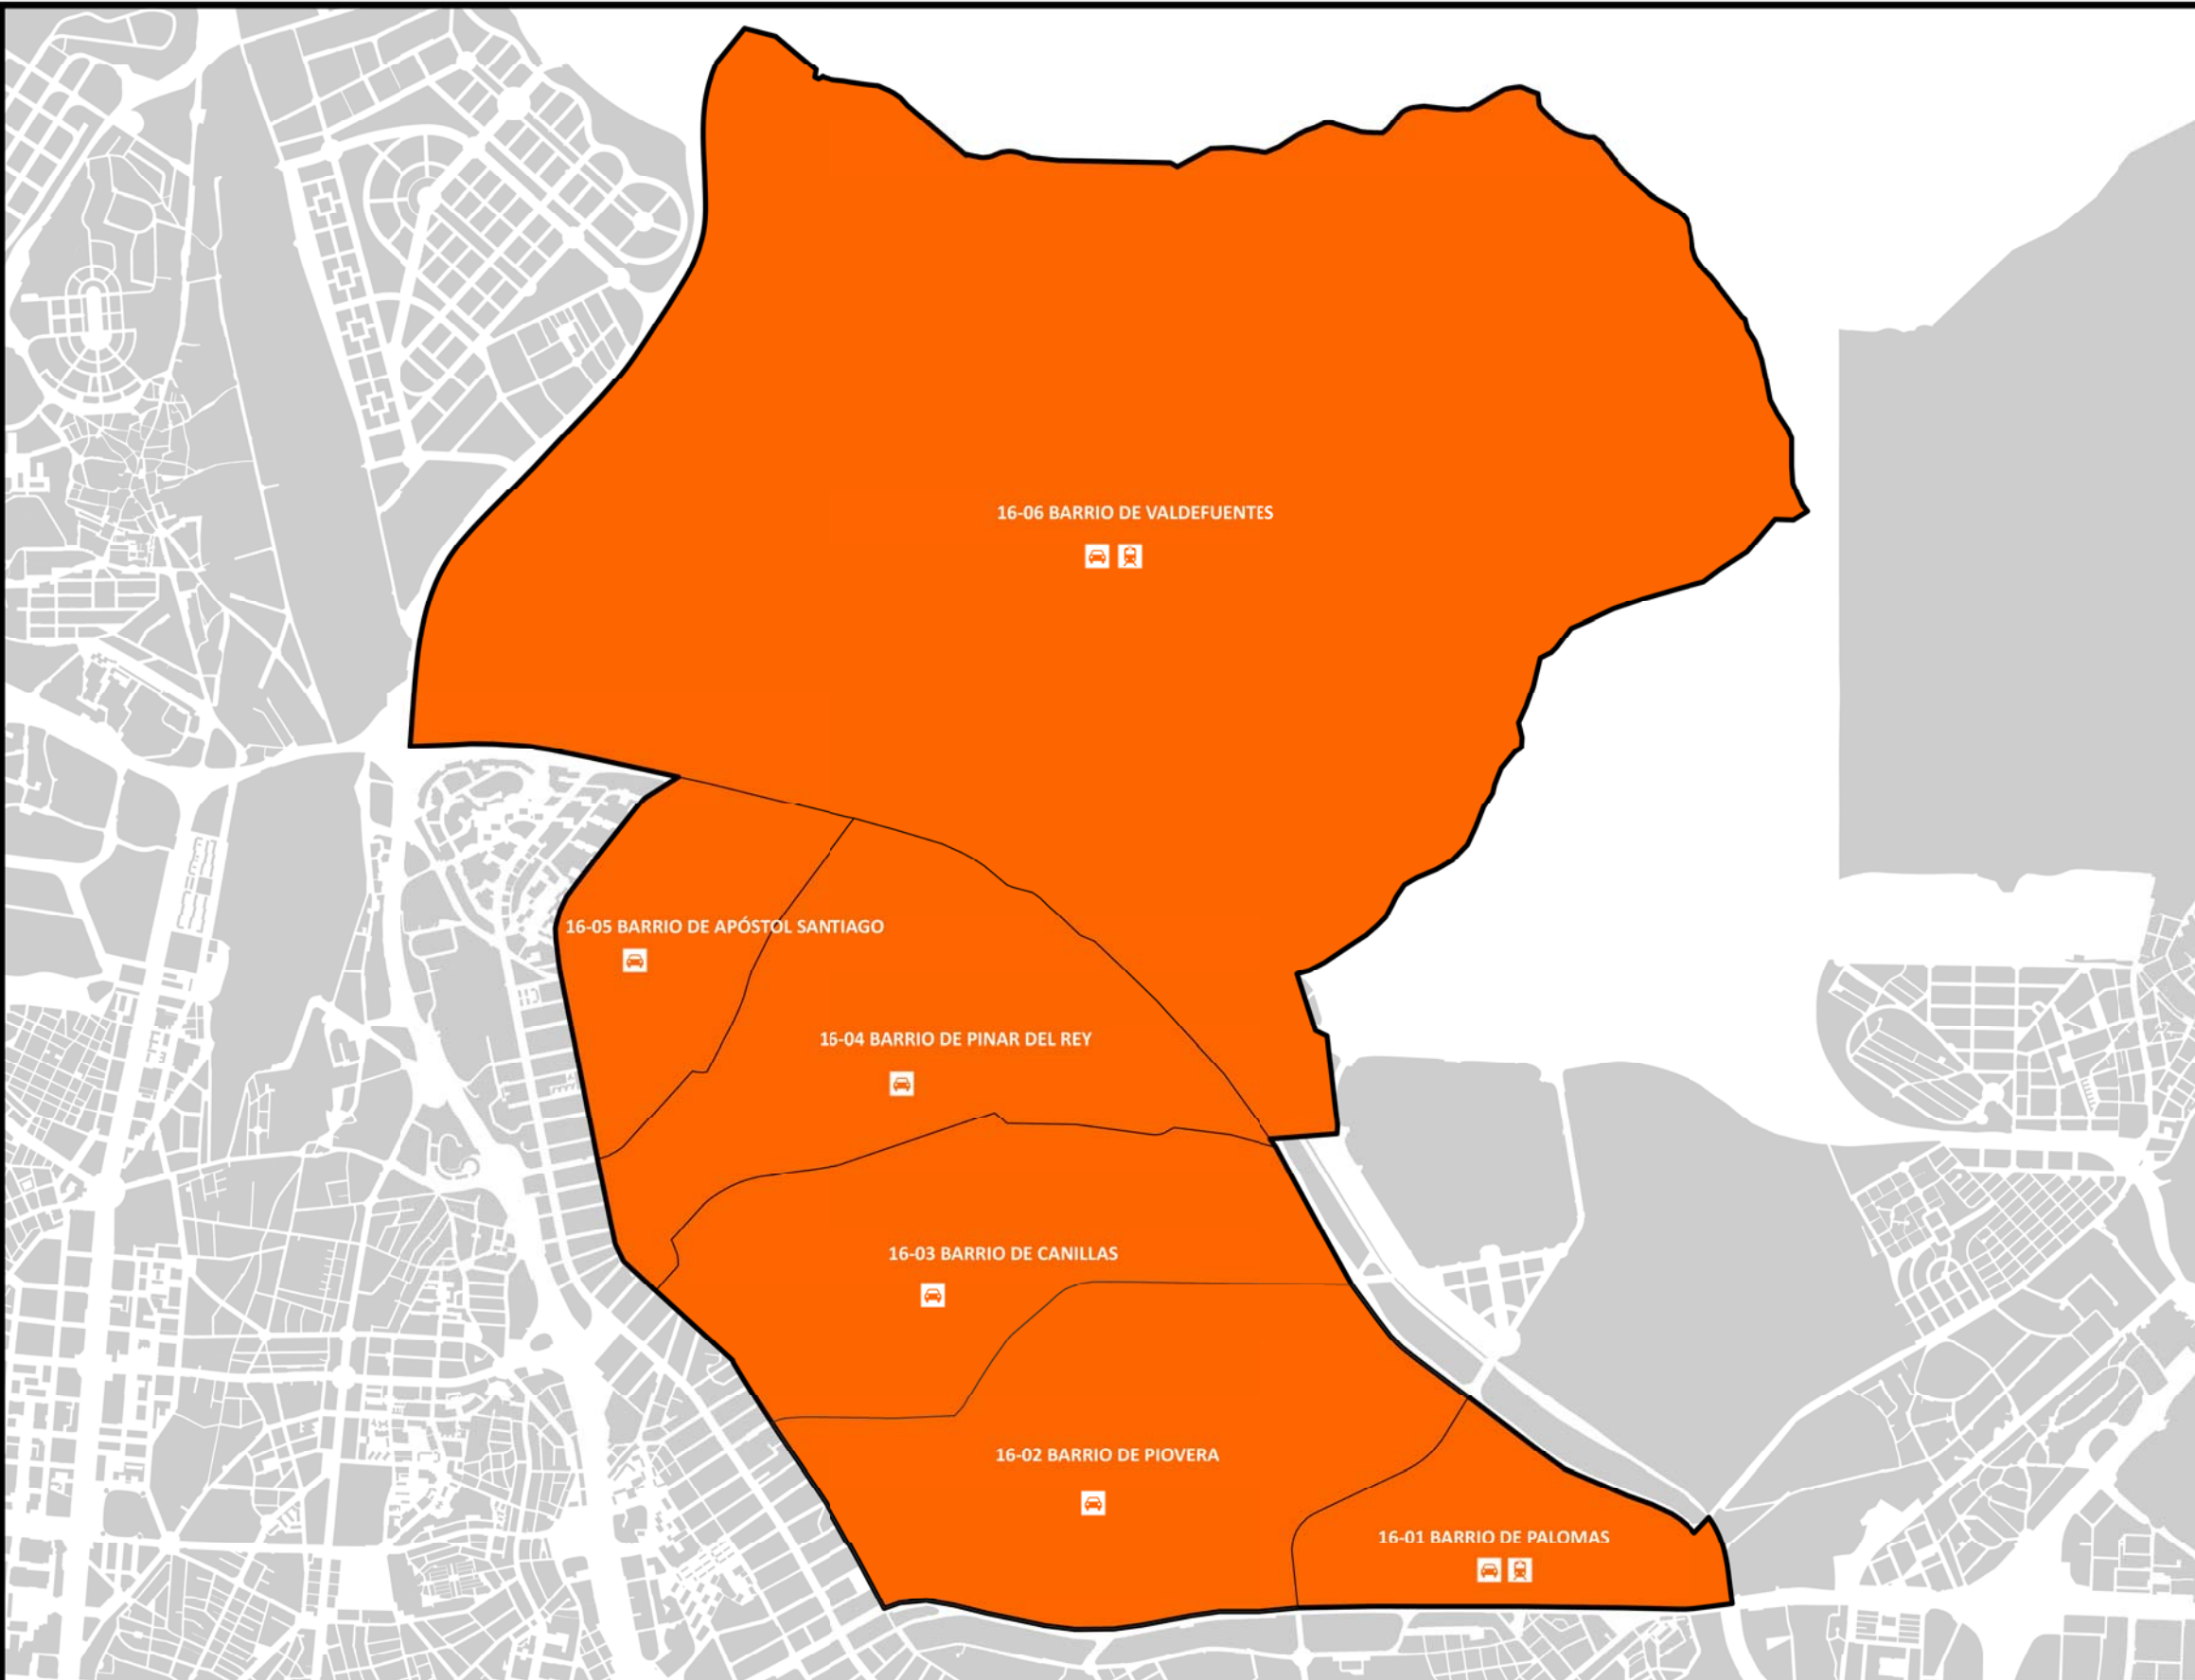 16-06 BARRIO DE VALDEFUENTES
16-05 BARRIO DE APÓSTOL SANTIAGO
16-04 BARRIO DE PINAR DEL REY
16-03 BARRIO DE CANILLAS
16-02 BARRIO DE PIOVERA
16-01 BARRIO DE PALOMAS